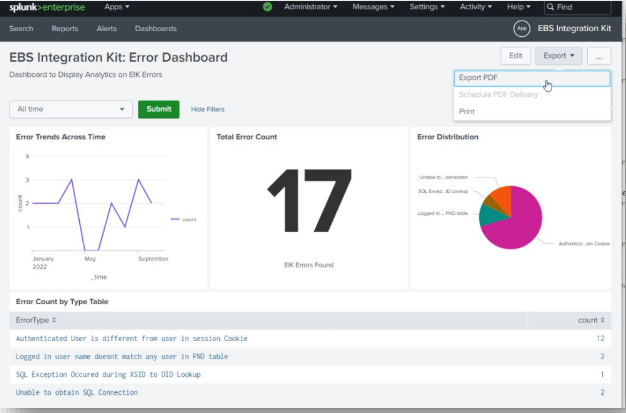 splunk>enterprise Apps ▾ Administrator ▾ Messages ▾ Settings ▾ Activity ▾ Help ▾ Find
Search Reports Alerts Dashboards App EBS Integration Kit
EBS Integration Kit: Error Dashboard Edit Export ▾ ...
Dashboard to Display Analytics on EIK Errors
Export PDF
Schedule PDF Delivery
Print
All time ▾ Submit Hide Filters
Error Trends Across Time
4
3
2
1
count
January 2022
May
September
_time
count
Total Error Count
17
EIK Errors Found
Error Distribution
Unable to ...onnection
SQL Excep...ID Lookup
Logged in ... FND table
Authentica...ion Cookie
Error Count by Type Table
ErrorType count
Authenticated User is different from user in session Cookie 12
Logged in user name doesnt match any user in FND table 2
SQL Exception Occured during XSID to OID Lookup 1
Unable to obtain SQL Connection 2